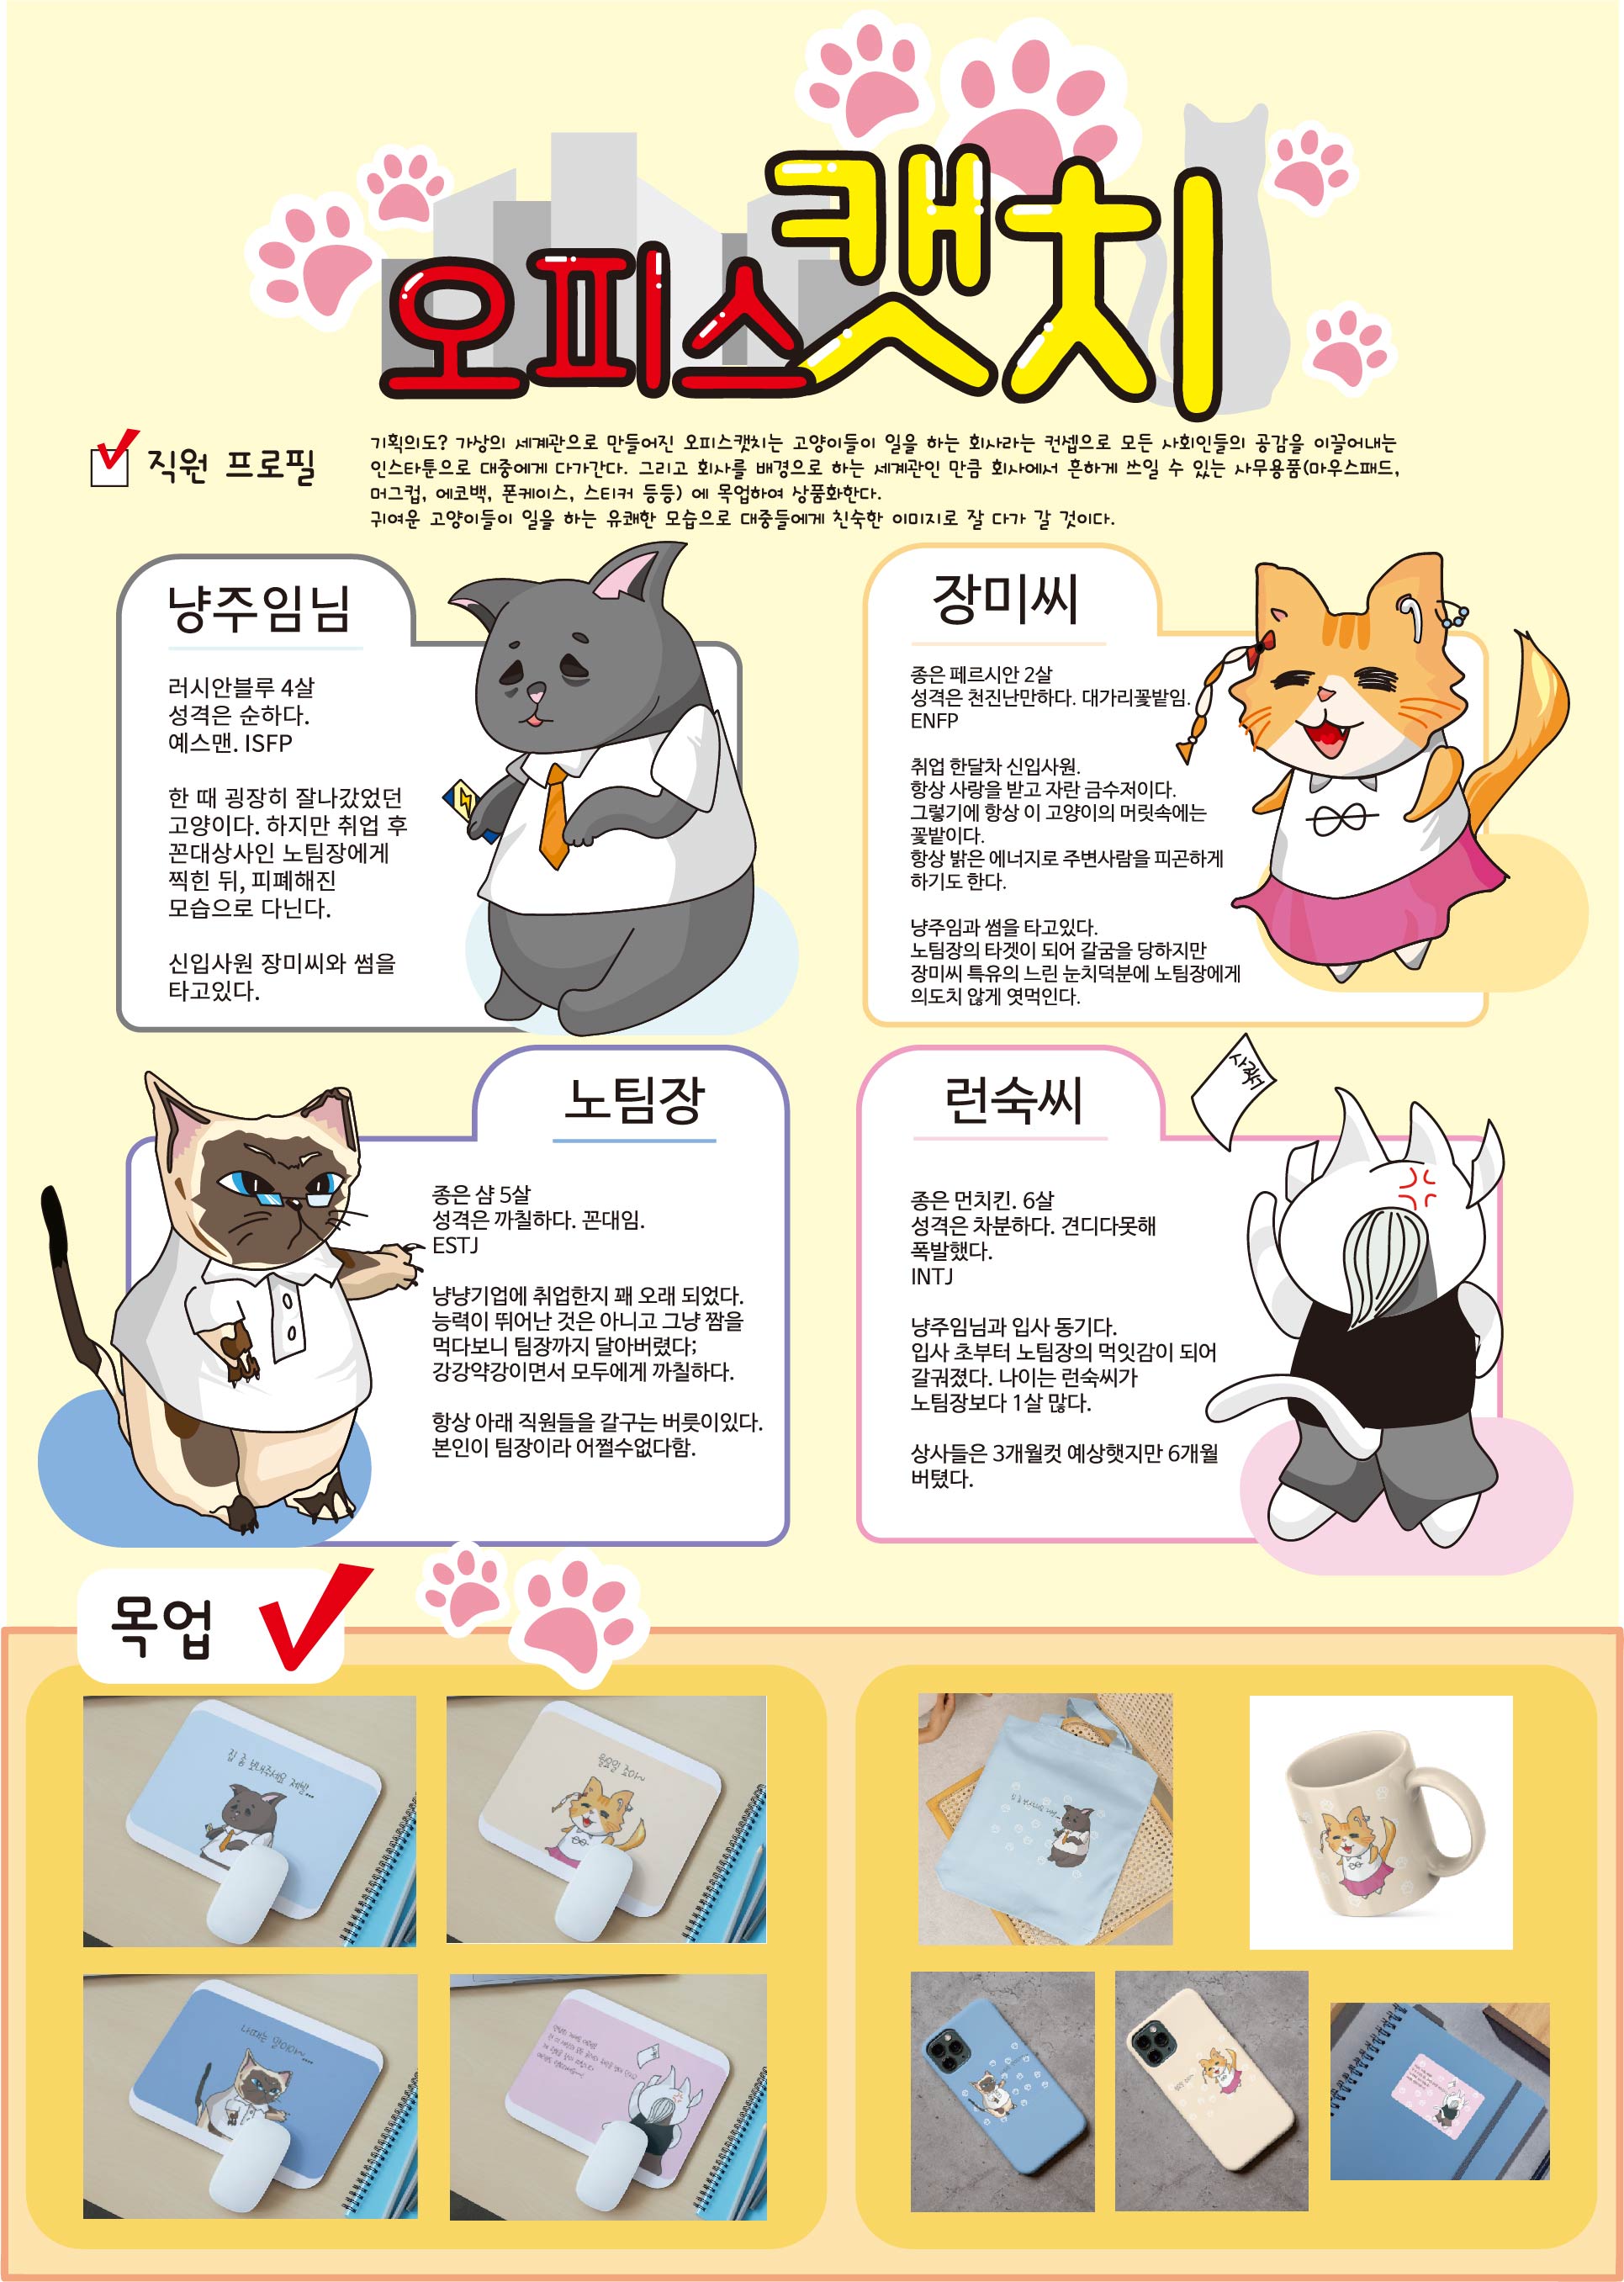 오피스캣치
직원 프로필
기획의도? 가상의 세계관으로 만들어진 오피스캣치는 고양이들이 일을 하는 회사라는 컨셉으로 모든 사회인들의 공감을 이끌어내는
인스타툰으로 대중에게 다가간다. 그리고 회사를 배경으로 하는 세계관인 만큼 회사에서 흔하게 쓰일 수 있는 사무용품(마우스패드,
머그컵, 에코백, 폰케이스, 스티커 등등) 에 목업하여 상품화한다.
귀여운 고양이들이 일을 하는 유쾌한 모습으로 대중들에게 친숙한 이미지로 잘 다가 갈 것이다.
냥주임님
러시안블루 4살
성격은 순하다.
예스맨. ISFP
한 때 굉장히 잘나갔었던
고양이다. 하지만 취업 후
꼰대상사인 노팀장에게
찍힌 뒤, 피폐해진
모습으로 다닌다.
신입사원 장미씨와 썸을
타고있다.
장미씨
종은 페르시안 2살
성격은 천진난만하다. 대가리꽃밭임.
ENFP
취업 한달차 신입사원.
항상 사랑을 받고 자란 금수저이다.
그렇기에 항상 이 고양이의 머릿속에는
꽃밭이다.
항상 밝은 에너지로 주변사람을 피곤하게
하기도 한다.
냥주임과 썸을 타고있다.
노팀장의 타겟이 되어 갈굼을 당하지만
장미씨 특유의 느린 눈치덕분에 노팀장에게
의도치 않게 엿먹인다.
노팀장
종은 샴 5살
성격은 까칠하다. 꼰대임.
ESTJ
냥냥기업에 취업한지 꽤 오래 되었다.
능력이 뛰어난 것은 아니고 그냥 짬을
먹다보니 팀장까지 달아버렸다;
강강약강이면서 모두에게 까칠하다.
항상 아래 직원들을 갈구는 버릇이있다.
본인이 팀장이라 어쩔수없다함.
런숙씨
사직서
종은 먼치킨. 6살
성격은 차분하다. 견디다못해
폭발했다.
INTJ
냥주임님과 입사 동기다.
입사 초부터 노팀장의 먹잇감이 되어
갈궈졌다. 나이는 런숙씨가
노팀장보다 1살 많다.
상사들은 3개월컷 예상햇지만 6개월
버텼다.
목업
집 좀 보내주세요 제발...
월요일 조아~
나때는 말이야~...